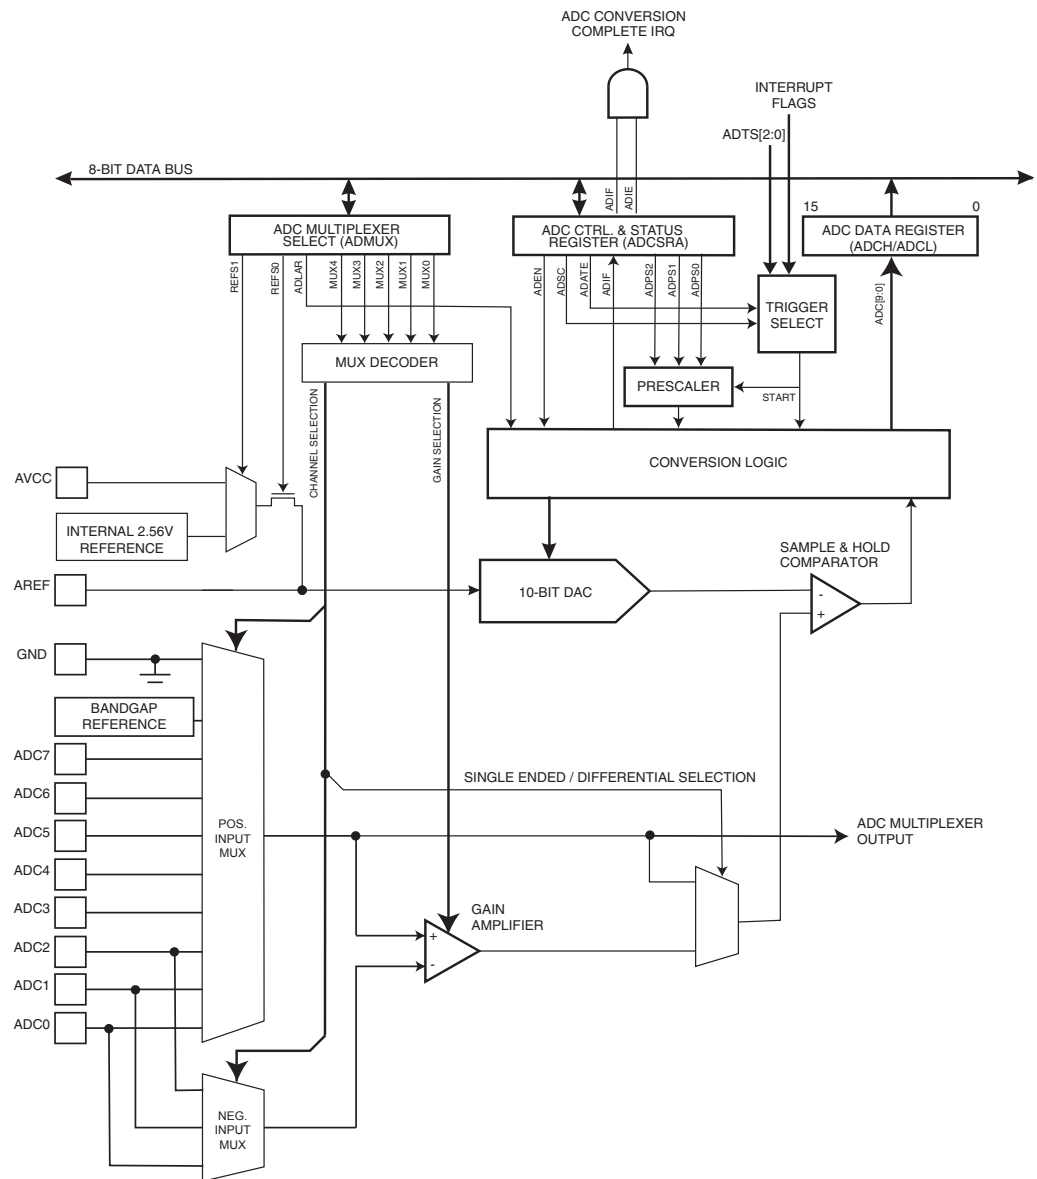 ADC CONVERSION
COMPLETE IRQ
INTERRUPT
FLAGS
ADTS[2:0]
8-BIT DATA BUS
ADIF
ADIE
15
0
ADC MULTIPLEXER
SELECT (ADMUX)
ADC CTRL. & STATUS
REGISTER (ADCSRA)
ADC DATA REGISTER
(ADCH/ADCL)
REFS1
REFS0
ADLAR
MUX4
MUX3
MUX2
MUX1
MUX0
ADEN
ADSC
ADATE
ADIF
ADPS2
ADPS1
ADPS0
ADC[9:0]
TRIGGER
SELECT
MUX DECODER
PRESCALER
START
CHANNEL SELECTION
GAIN SELECTION
CONVERSION LOGIC
AVCC
INTERNAL 2.56V
REFERENCE
SAMPLE & HOLD
COMPARATOR
AREF
10-BIT DAC
-
+
GND
BANDGAP
REFERENCE
ADC7
SINGLE ENDED / DIFFERENTIAL SELECTION
ADC6
ADC5
POS.
INPUT
MUX
ADC MULTIPLEXER
OUTPUT
ADC4
ADC3
GAIN
AMPLIFIER
+
-
ADC2
ADC1
ADC0
NEG.
INPUT
MUX